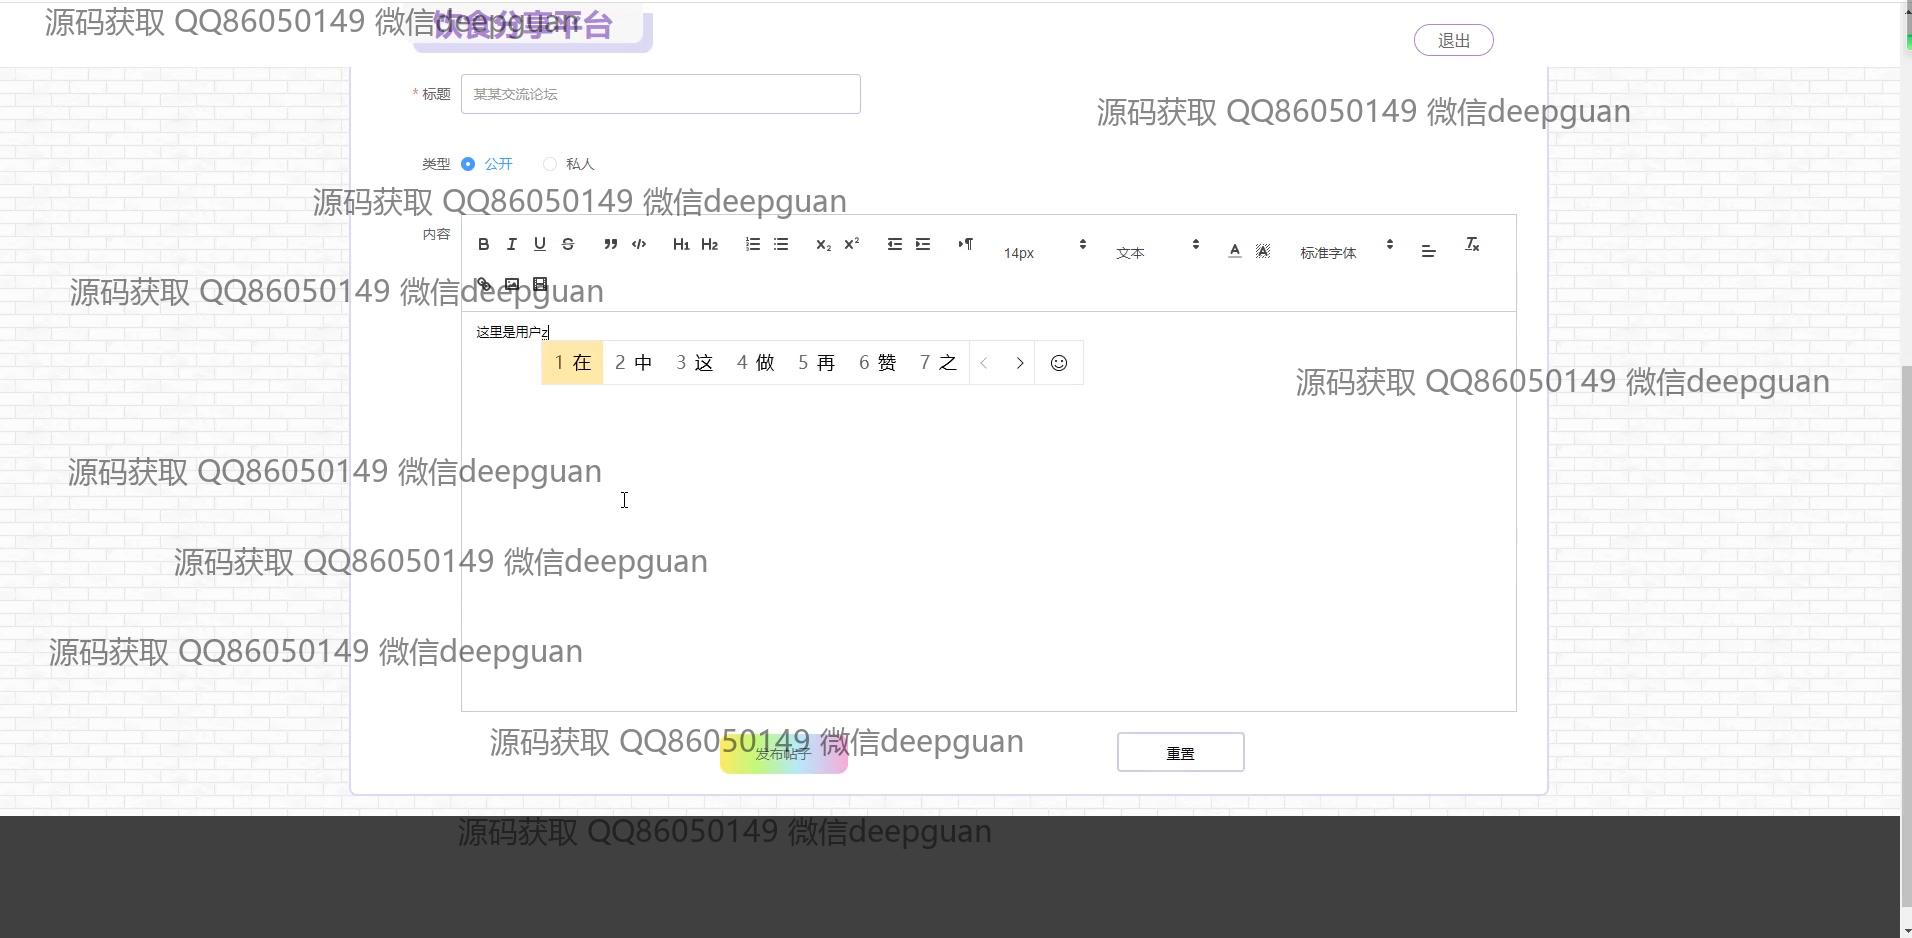 源码获取 QQ86050149 微信deepguan
饮食分享平台
退出
* 标题 某某交流论坛
源码获取 QQ86050149 微信deepguan
类型 公开 私人
源码获取 QQ86050149 微信deepguan
内容 B I U S H1 H2 X2 X2 14px 文本 A A 标准字体 Tx
源码获取 QQ86050149 微信deepguan
这里是用户z
1 在 2 中 3 这 4 做 5 再 6 赞 7 之
源码获取 QQ86050149 微信deepguan
源码获取 QQ86050149 微信deepguan
源码获取 QQ86050149 微信deepguan
源码获取 QQ86050149 微信deepguan
源码获取 QQ86050149 微信deepguan
发布帖子 重置
源码获取 QQ86050149 微信deepguan